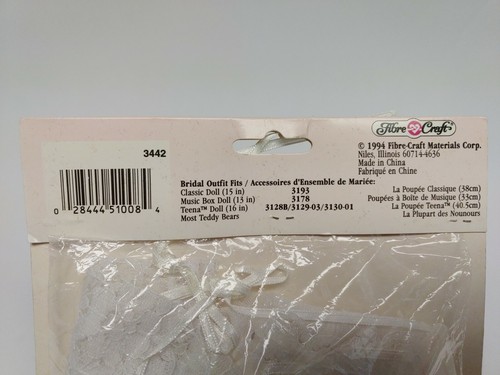 3442
0 28444 51008 4
Fibre Craft®
© 1994 Fibre-Craft Materials Corp.
Niles, Illinois 60714-4636
Made in China
Fabriqué en Chine
Bridal Outfit Fits / Accessoires d'Ensemble de Mariée:
Classic Doll (15 in) 3193 La Poupée Classique (38cm)
Music Box Doll (13 in) 3178 Poupées à Boîte de Musique (33cm)
Teena™ Doll (16 in) 3128B/3129-03/3130-01 La Poupée Teena™ (40.5cm)
Most Teddy Bears La Plupart des Nounours